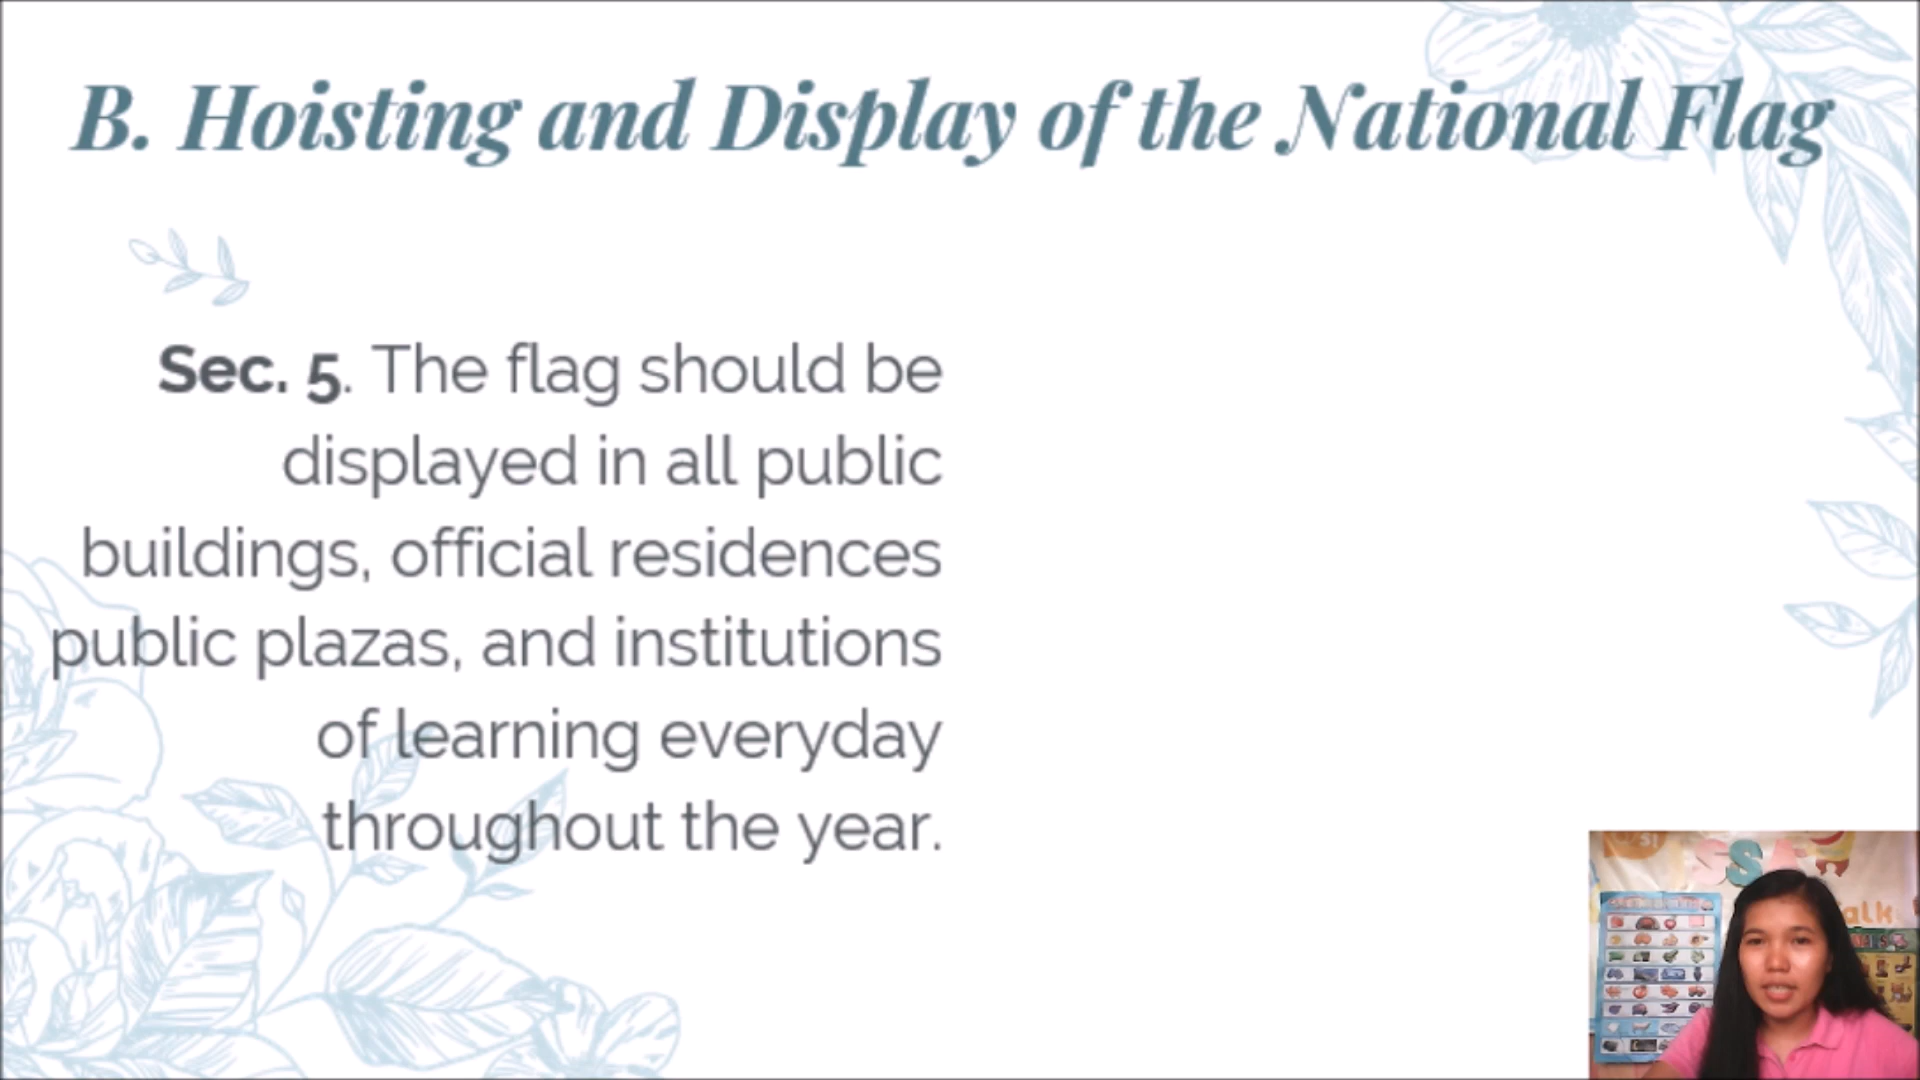 B. Hoisting and Display of the National Flag
Sec. 5. The flag should be
displayed in all public
buildings, official residences
public plazas, and institutions
of learning everyday
throughout the year.
alk